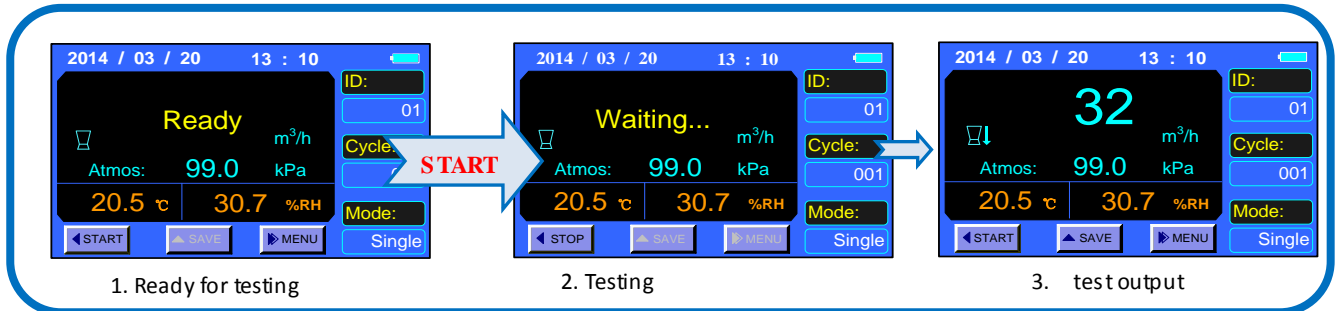 2014 / 03 / 20 13 : 10
ID:
01
Ready
m³/h
Cycle:
Atmos: 99.0 kPa
20.5 ℃ 30.7 %RH
Mode:
Single
START SAVE MENU
1. Ready for testing
START
2014 / 03 / 20 13 : 10
ID:
01
Waiting...
m³/h
Cycle:
001
Atmos: 99.0 kPa
20.5 ℃ 30.7 %RH
Mode:
Single
STOP SAVE MENU
2. Testing
2014 / 03 / 20 13 : 10
ID:
01
32
m³/h
Cycle:
001
Atmos: 99.0 kPa
20.5 ℃ 30.7 %RH
Mode:
Single
START SAVE MENU
3. test output